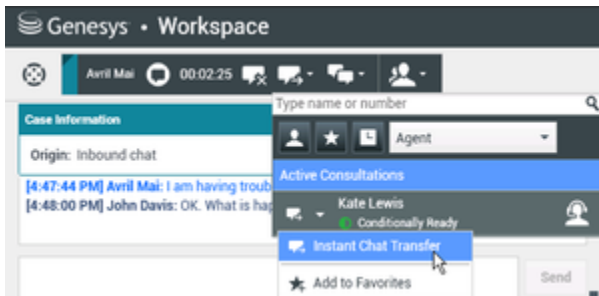 Genesys • Workspace
Avril Mai 00:02:25
Type name or number
Case Information
Agent
Origin: Inbound chat
Active Consultations
[4:47:44 PM] Avril Mai: I am having troub
[4:48:00 PM] John Davis: OK. What is hap
Kate Lewis
Conditionally Ready
Instant Chat Transfer
Add to Favorites
Send